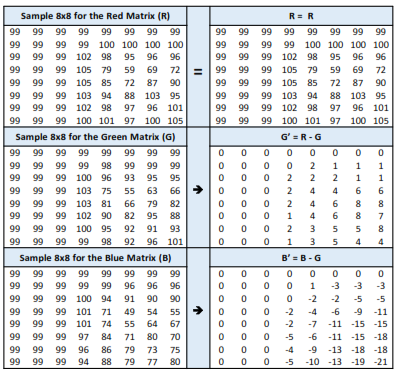 Sample 8x8 for the Red Matrix (R) R = R
99 99 99 99 99 99 99 99 99 99 99 99 99 99 99 99
99 99 99 99 100 100 100 100 99 99 99 99 100 100 100 100
99 99 99 102 98 95 96 96 99 99 99 102 98 95 96 96
99 99 99 105 79 59 69 72 = 99 99 99 105 79 59 69 72
99 99 99 105 85 72 87 90 99 99 99 105 85 72 87 90
99 99 99 103 94 88 103 95 99 99 99 103 94 88 103 95
99 99 99 102 98 97 96 101 99 99 99 102 98 97 96 101
99 99 99 100 101 97 100 105 99 99 99 100 101 97 100 105
Sample 8x8 for the Green Matrix (G) G' = R - G
99 99 99 99 99 99 99 99 0 0 0 0 0 0 0 0
99 99 99 99 98 99 99 99 0 0 0 0 2 1 1 1
99 99 99 100 96 93 95 95 0 0 0 2 2 2 1 1
99 99 99 103 75 55 63 66 ➔ 0 0 0 2 4 4 6 6
99 99 99 103 81 66 79 82 0 0 0 2 4 6 8 8
99 99 99 102 90 82 95 88 0 0 0 1 4 6 8 7
99 99 99 100 95 92 91 93 0 0 0 2 3 5 5 8
99 99 99 99 98 92 96 101 0 0 0 1 3 5 4 4
Sample 8x8 for the Blue Matrix (B) B' = B - G
99 99 99 99 99 99 99 99 0 0 0 0 0 0 0 0
99 99 99 99 99 96 96 96 0 0 0 0 1 -3 -3 -3
99 99 99 100 94 91 90 90 0 0 0 0 -2 -2 -5 -5
99 99 99 101 71 49 54 55 ➔ 0 0 0 -2 -4 -6 -9 -11
99 99 99 101 74 55 64 67 0 0 0 -2 -7 -11 -15 -15
99 99 99 97 84 71 80 70 0 0 0 -5 -6 -11 -15 -18
99 99 99 96 86 79 73 75 0 0 0 -4 -9 -13 -18 -18
99 99 99 94 88 79 77 80 0 0 0 -5 -10 -13 -19 -21